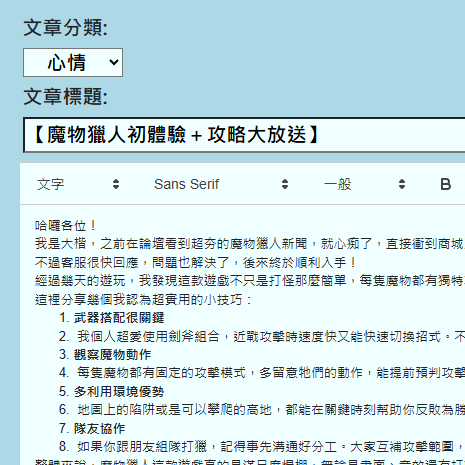 文章分類:
心情
文章標題:
【魔物獵人初體驗＋攻略大放送】
文字 Sans Serif 一般 B
哈囉各位！
我是大楷，之前在論壇看到超夯的魔物獵人新聞，就心癡了，直接衝到商城
不過客服很快回應，問題也解決了，後來終於順利入手！
經過幾天的遊玩，我發現這款遊戲不只是打怪那麼簡單，每隻魔物都有獨特
這裡分享幾個我認為超實用的小技巧：
1. 武器搭配很關鍵
2. 我個人超愛使用劍斧組合，近戰攻擊時速度快又能快速切換招式。不
3. 觀察魔物動作
4. 每隻魔物都有固定的攻擊模式，多留意牠們的動作，能提前預判攻擊
5. 多利用環境優勢
6. 地圖上的陷阱或是可以攀爬的高地，都能在關鍵時刻幫助你反敗為勝
7. 隊友協作
8. 如果你跟朋友組隊打獵，記得事先溝通好分工。大家互補攻擊範圍，